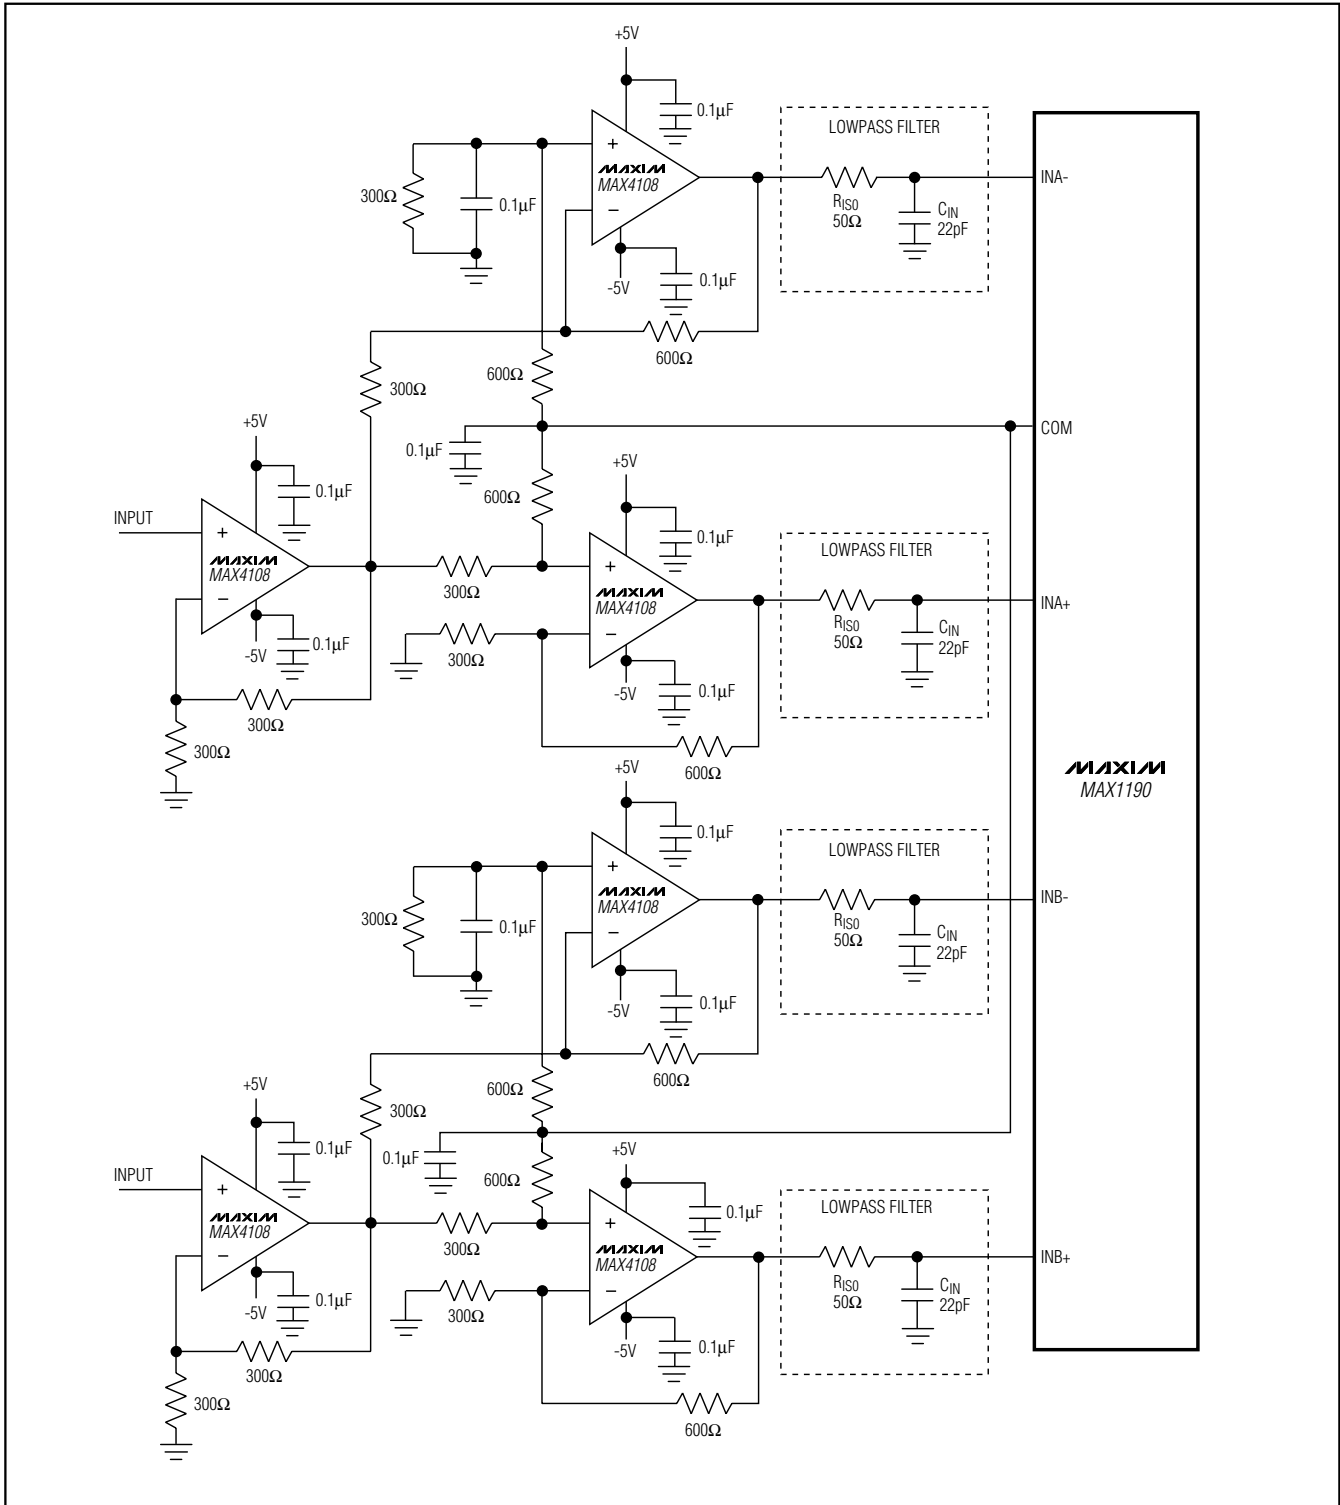 +5V
0.1μF
LOWPASS FILTER
+
MAXIM
MAX4108
INA-
300Ω
0.1μF
RISO
50Ω
CIN
22pF
−
-5V
0.1μF
600Ω
600Ω
300Ω
+5V
COM
0.1μF
+5V
600Ω
0.1μF
INPUT
+
0.1μF
LOWPASS FILTER
MAXIM
MAX4108
+
MAXIM
MAX4108
INA+
300Ω
−
RISO
50Ω
CIN
22pF
−
-5V
0.1μF
300Ω
-5V
0.1μF
300Ω
300Ω
600Ω
+5V
MAXIM
MAX1190
0.1μF
LOWPASS FILTER
+
MAXIM
MAX4108
INB-
300Ω
0.1μF
RISO
50Ω
CIN
22pF
−
-5V
0.1μF
600Ω
600Ω
+5V
300Ω
0.1μF
0.1μF
+5V
INPUT
600Ω
+
0.1μF
LOWPASS FILTER
MAXIM
MAX4108
+
300Ω
MAXIM
MAX4108
INB+
−
RISO
50Ω
CIN
22pF
−
-5V
0.1μF
300Ω
-5V
0.1μF
300Ω
300Ω
600Ω